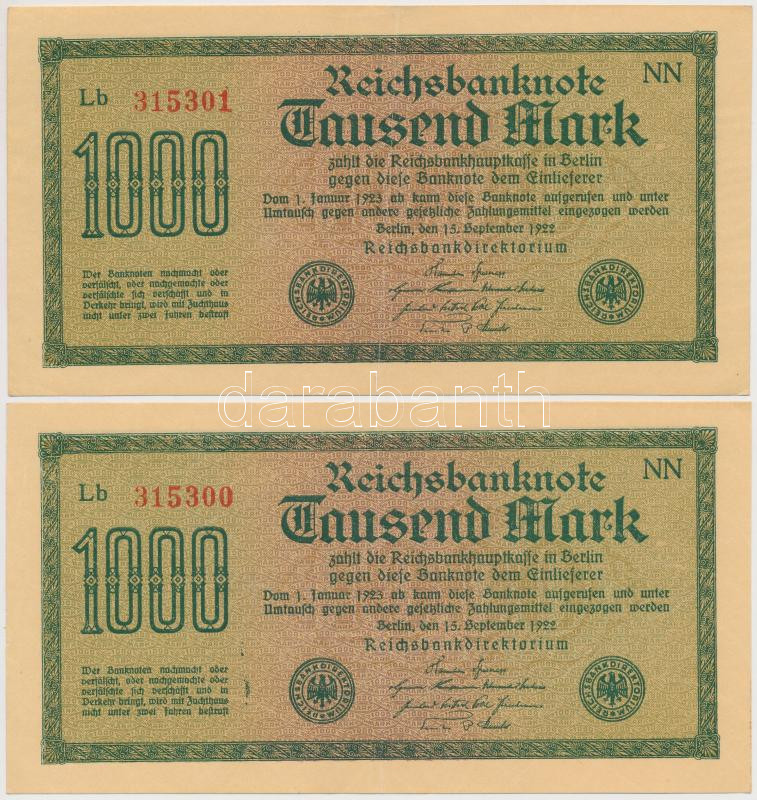 Reichsbanknote
NN
Lb 315301
Tausend Mark
1000
zahlt die Reichsbankhauptkasse in Berlin
gegen diese Banknote dem Einlieferer
Vom 1. Januar 1923 ab kann diese Banknote aufgerufen und unter
Umtausch gegen andere gesetzliche Zahlungsmittel eingezogen werden
Berlin, den 15. September 1922
Reichsbankdirektorium
Wer Banknoten nachmacht oder
verfälscht, oder nachgemachte oder
verfälschte sich verschafft und in
Verkehr bringt, wird mit Zuchthaus
nicht unter zwei Jahren bestraft
REICHSBANKDIREKTORIUM
REICHSBANKDIREKTORIUM
darabanth
Reichsbanknote
NN
Lb 315300
Tausend Mark
1000
zahlt die Reichsbankhauptkasse in Berlin
gegen diese Banknote dem Einlieferer
Vom 1. Januar 1923 ab kann diese Banknote aufgerufen und unter
Umtausch gegen andere gesetzliche Zahlungsmittel eingezogen werden
Berlin, den 15. September 1922
Reichsbankdirektorium
Wer Banknoten nachmacht oder
verfälscht, oder nachgemachte oder
verfälschte sich verschafft und in
Verkehr bringt, wird mit Zuchthaus
nicht unter zwei Jahren bestraft
REICHSBANKDIREKTORIUM
REICHSBANKDIREKTORIUM